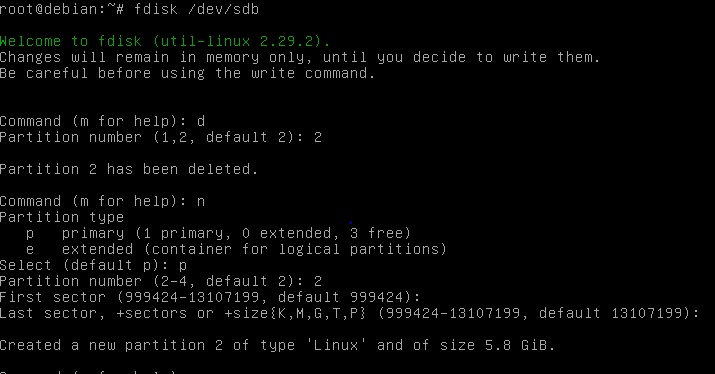 root@debian:~# fdisk /dev/sdb
Welcome to fdisk (util-linux 2.29.2).
Changes will remain in memory only, until you decide to write them.
Be careful before using the write command.
Command (m for help): d
Partition number (1,2, default 2): 2
Partition 2 has been deleted.
Command (m for help): n
Partition type
p   primary (1 primary, 0 extended, 3 free)
e   extended (container for logical partitions)
Select (default p): p
Partition number (2-4, default 2): 2
First sector (999424-13107199, default 999424):
Last sector, +sectors or +size{K,M,G,T,P} (999424-13107199, default 13107199):
Created a new partition 2 of type 'Linux' and of size 5.8 GiB.